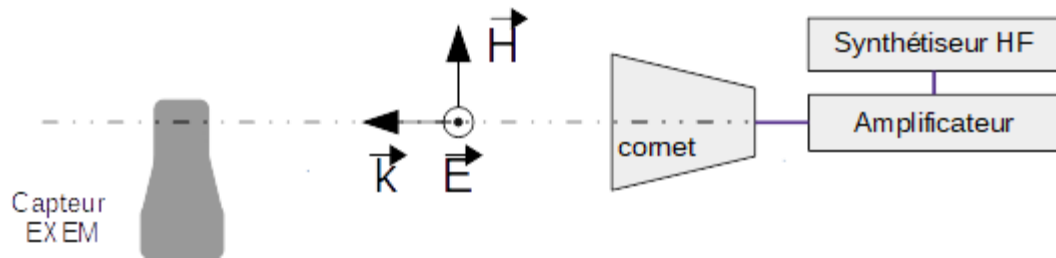 H
Synthétiseur HF
Amplificateur
cornet
k
E
Capteur
EXEM